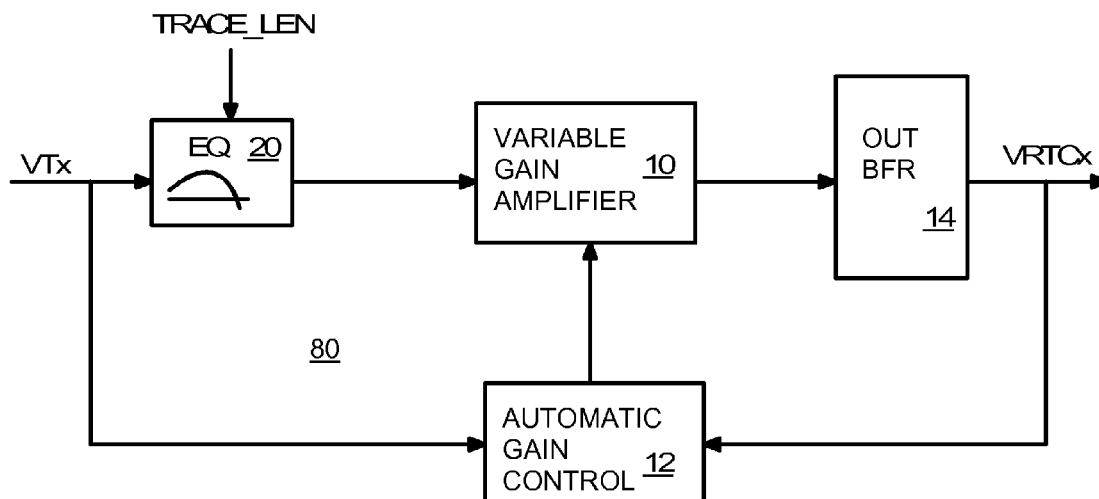 TRACE_LEN
EQ 20
VTx
VARIABLE
GAIN 10
AMPLIFIER
OUT
BFR
14
VRTCx
80
AUTOMATIC
GAIN
CONTROL 12